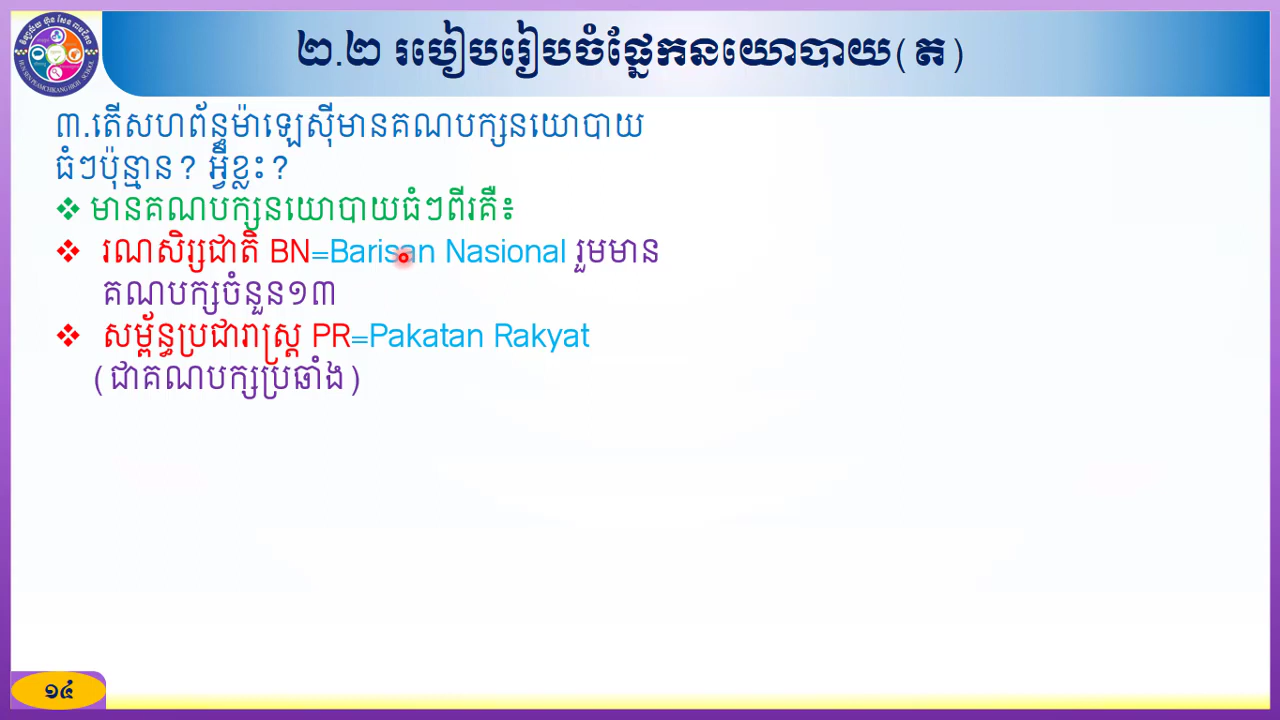 ២.២ របៀបរៀបចំផ្នែកនយោបាយ(ត)
៣.តើសហព័ន្ធម៉ាឡេស៊ីមានគណបក្សនយោបាយ
ធំៗប៉ុន្មាន? អ្វីខ្លះ?
❖ មានគណបក្សនយោបាយធំៗពីរគឺ៖
❖ រណសិរ្សជាតិ BN=Barisan Nasional រួមមាន
គណបក្សចំនួន១៣
❖ សម្ព័ន្ធប្រជារាស្ត្រ PR=Pakatan Rakyat
(ជាគណបក្សប្រឆាំង)
១៤